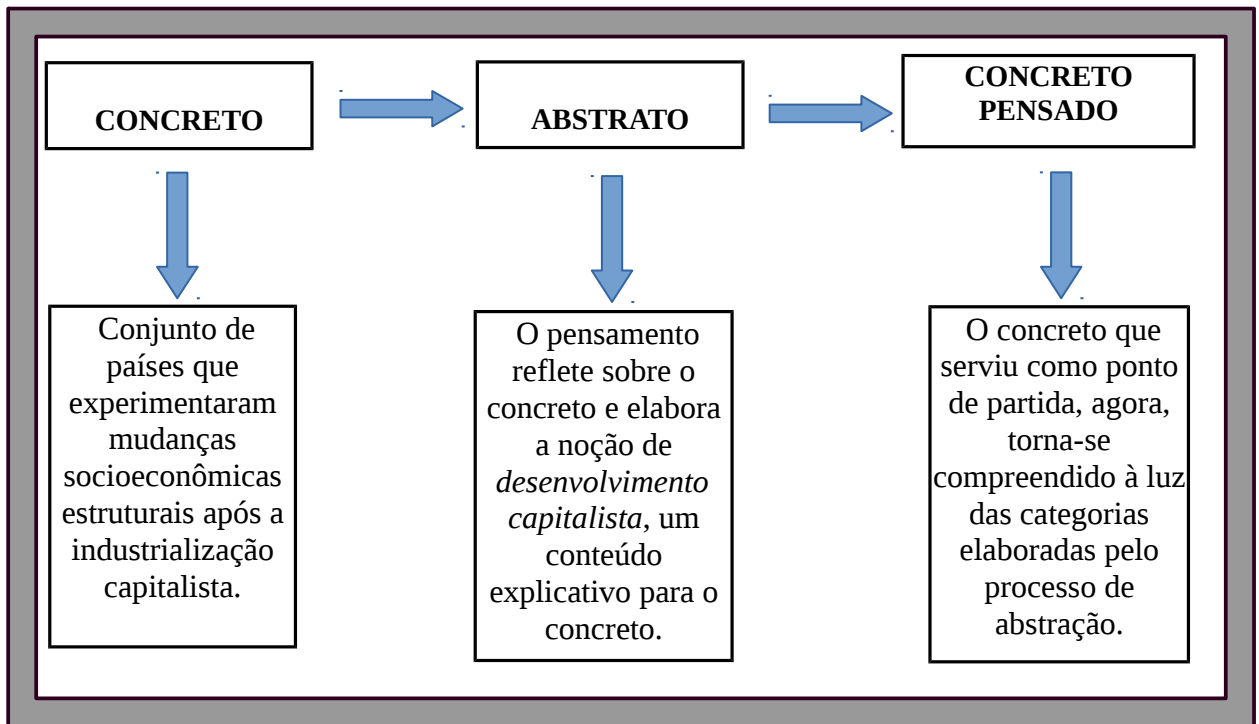 CONCRETO
ABSTRATO
CONCRETO
PENSADO
Conjunto de
países que
experimentaram
mudanças
socioeconômicas
estruturais após a
industrialização
capitalista.
O pensamento
reflete sobre o
concreto e elabora
a noção de
desenvolvimento
capitalista, um
conteúdo
explicativo para o
concreto.
O concreto que
serviu como ponto
de partida, agora,
torna-se
compreendido à luz
das categorias
elaboradas pelo
processo de
abstração.